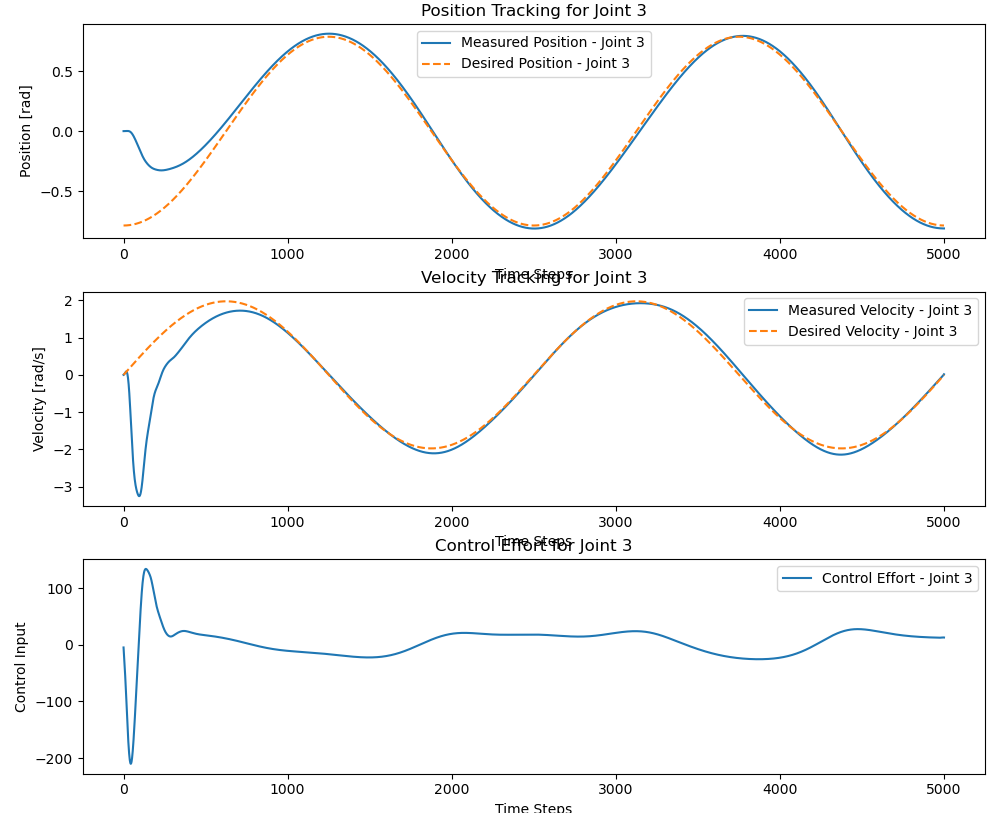 Position Tracking for Joint 3
Measured Position - Joint 3
Desired Position - Joint 3
Position [rad]
0.5
0.0
−0.5
0
1000
2000
3000
4000
5000
Time Steps
Velocity Tracking for Joint 3
Measured Velocity - Joint 3
Desired Velocity - Joint 3
Velocity [rad/s]
2
1
0
−1
−2
−3
0
1000
2000
3000
4000
5000
Time Steps
Control Effort for Joint 3
Control Effort - Joint 3
Control Input
100
0
−100
−200
0
1000
2000
3000
4000
5000
Time Steps